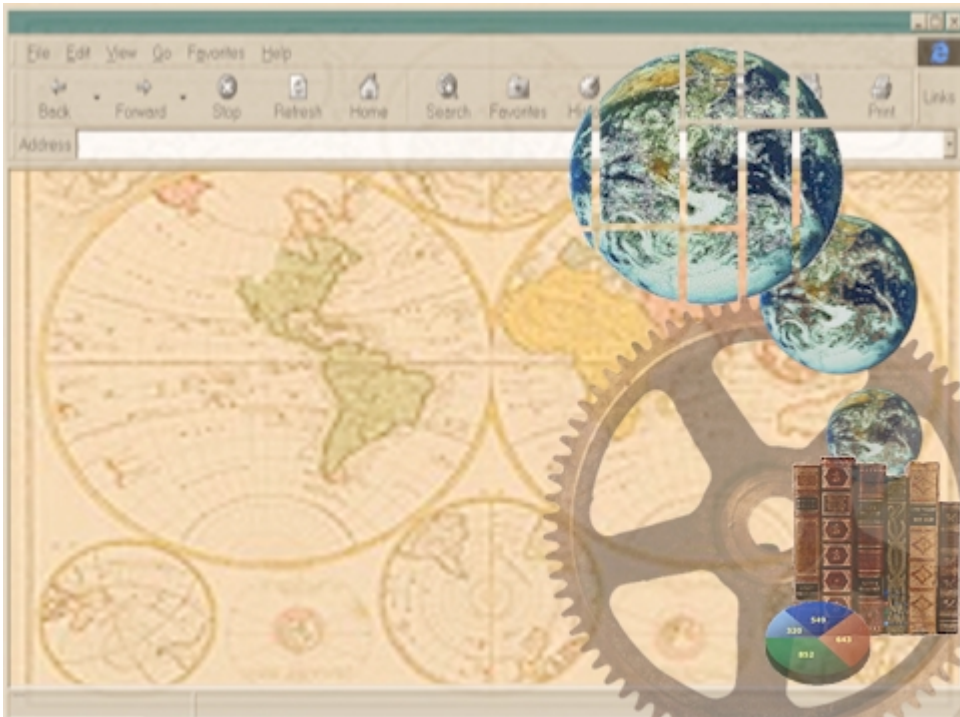 File Edit View Go Favorites Help
Back Forward Stop Refresh Home Search Favorites Print Links
Address
549
320 643
852